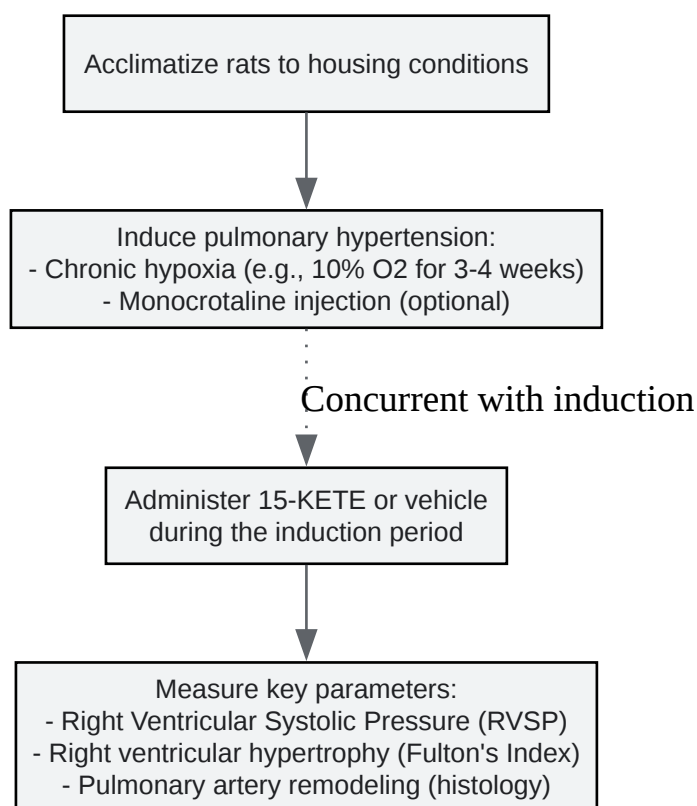 Acclimatize rats to housing conditions
Induce pulmonary hypertension:
- Chronic hypoxia (e.g., 10% O2 for 3-4 weeks)
- Monocrotaline injection (optional)
Concurrent with induction
Administer 15-KETE or vehicle
during the induction period
Measure key parameters:
- Right Ventricular Systolic Pressure (RVSP)
- Right ventricular hypertrophy (Fulton's Index)
- Pulmonary artery remodeling (histology)